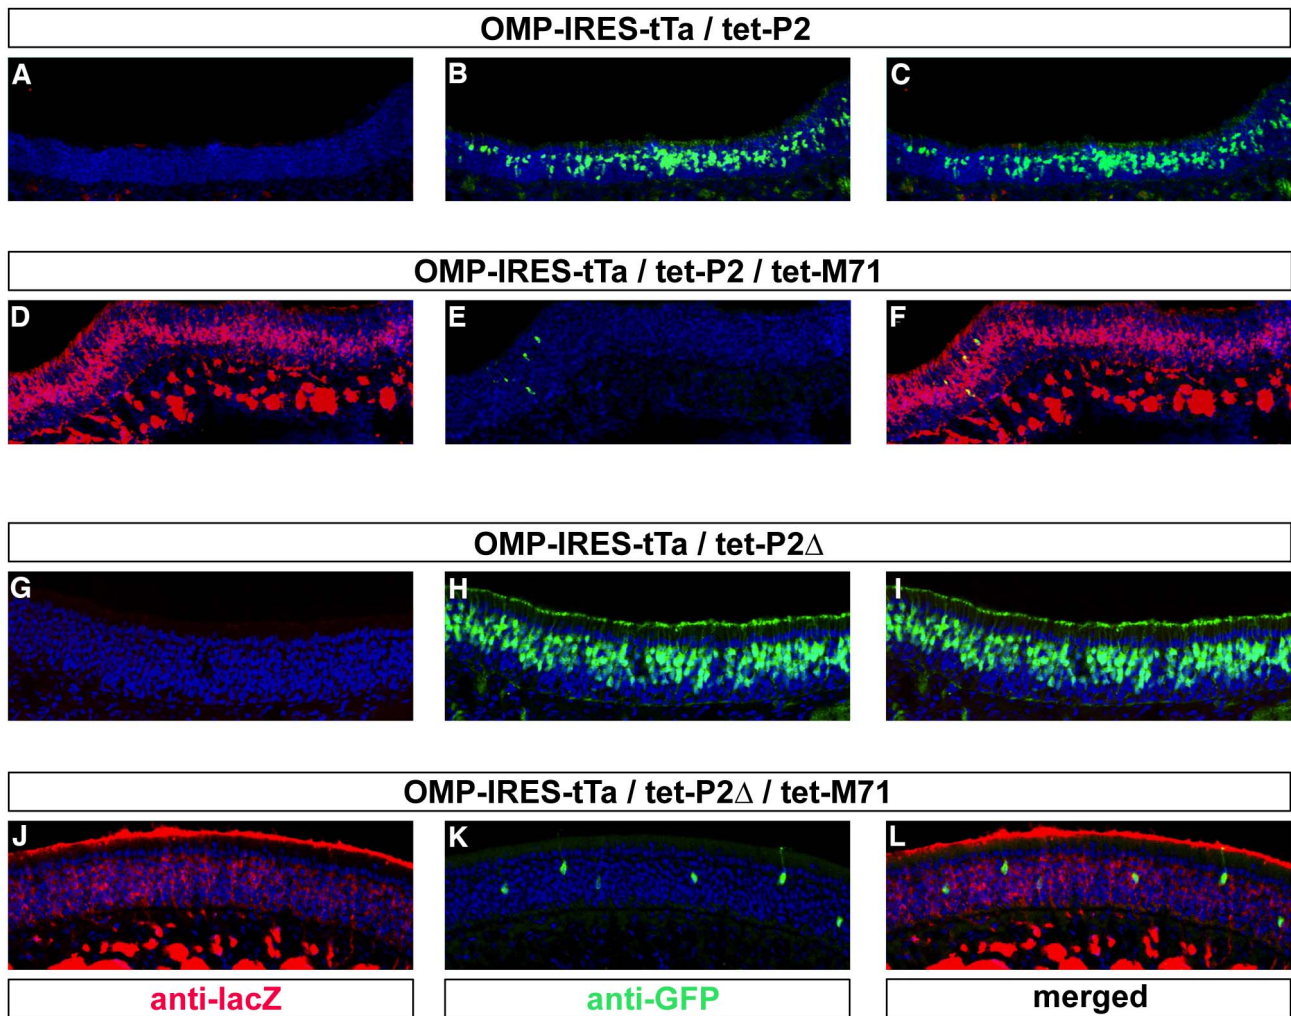 OMP-IRES-tTa / tet-P2
A B C
OMP-IRES-tTa / tet-P2 / tet-M71
D E F
OMP-IRES-tTa / tet-P2Δ
G H I
OMP-IRES-tTa / tet-P2Δ / tet-M71
J K L
anti-lacZ anti-GFP merged